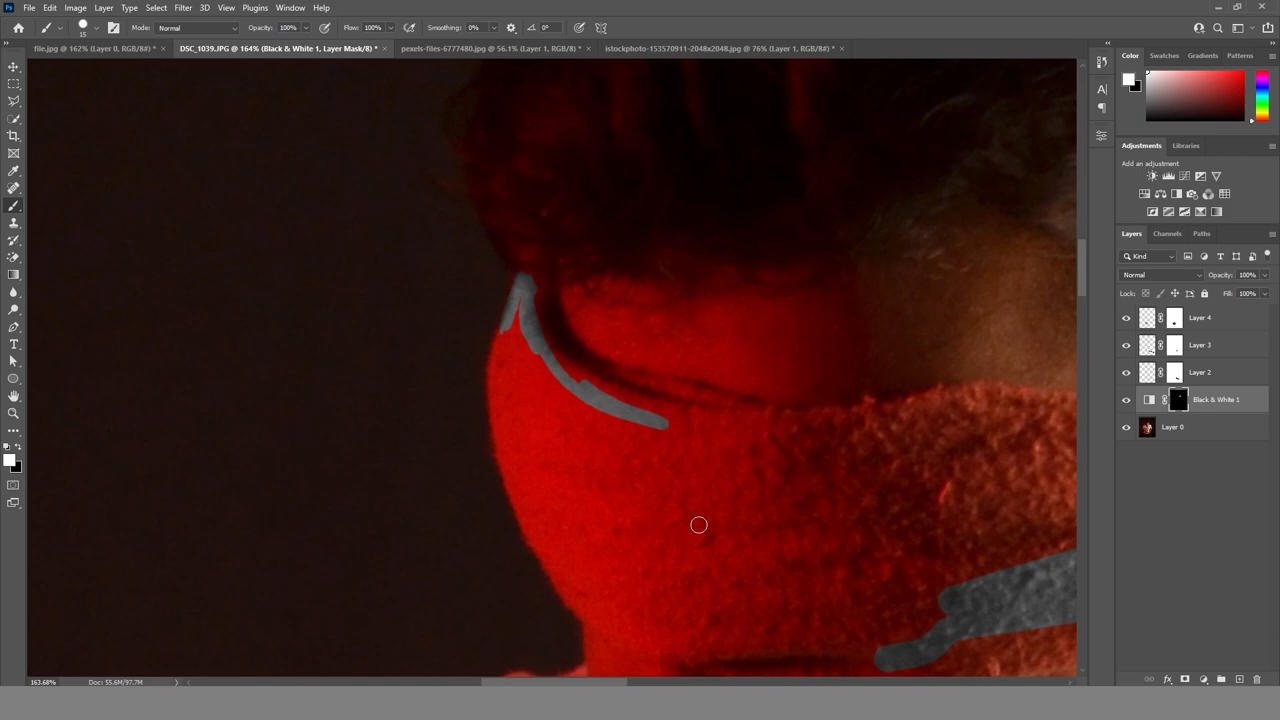 Ps File Edit Image Layer Type Select Filter 3D View Plugins Window Help
15 Mode: Normal Opacity: 100% Flow: 100% Smoothing: 0% 0°
file.jpg @ 162% (Layer 0, RGB/8#) * × DSC_1039.JPG @ 164% (Black & White 1, Layer Mask/8) * × pexels-files-6777480.jpg @ 56.1% (Layer 1, RGB/8#) * × istockphoto-153570911-2048x2048.jpg @ 76% (Layer 1, RGB/8#) * ×
Color Swatches Gradients Patterns
Adjustments Libraries
Add an adjustment
Layers Channels Paths
Kind
Normal Opacity: 100%
Lock: Fill: 100%
Layer 4
Layer 3
Layer 2
Black & White 1
Layer 0
163.68% Doc: 55.6M/97.7M